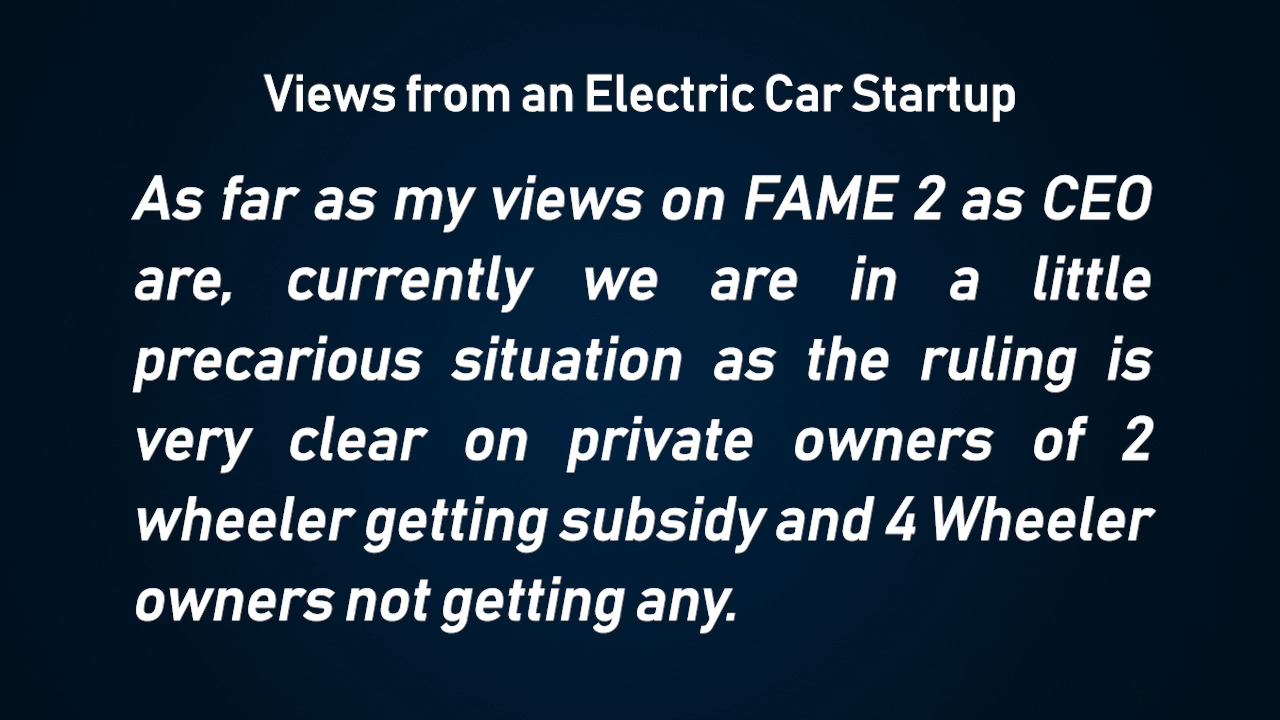 Views from an Electric Car Startup
As far as my views on FAME 2 as CEO
are, currently we are in a little
precarious situation as the ruling is
very clear on private owners of 2
wheeler getting subsidy and 4 Wheeler
owners not getting any.